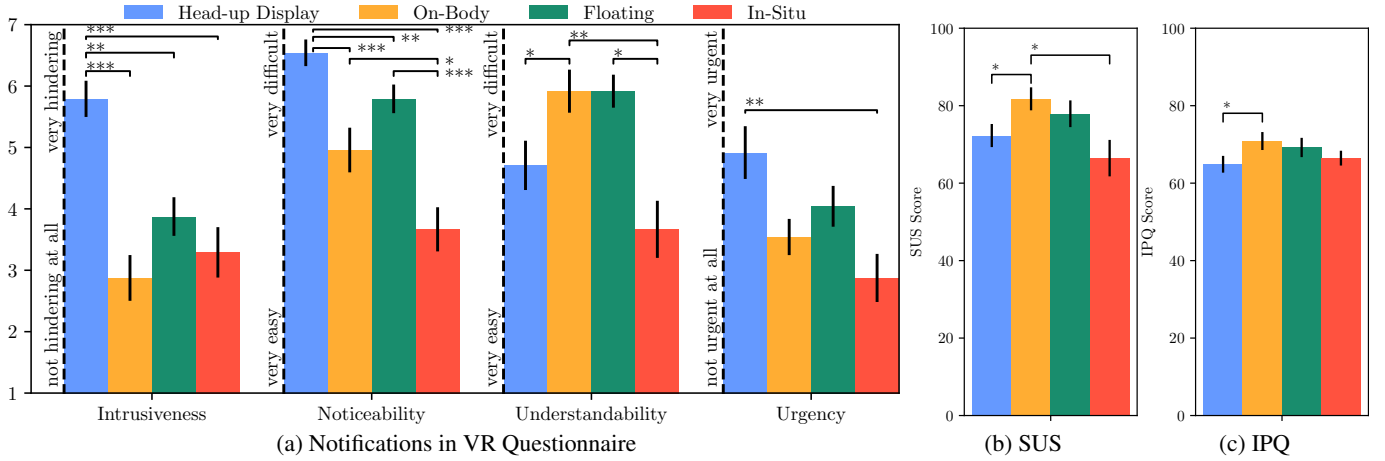 Head-up Display On-Body Floating In-Situ
7
6
5
4
3
2
1
not hindering at all very hindering
*** ** ***
Intrusiveness
very easy very difficult
*** ** *** * ***
Noticeability
very easy very difficult
* ** *
Understandability
not urgent at all very urgent
**
Urgency
(a) Notifications in VR Questionnaire
SUS Score
100
80
60
40
20
0
* *
(b) SUS
IPQ Score
100
80
60
40
20
0
*
(c) IPQ